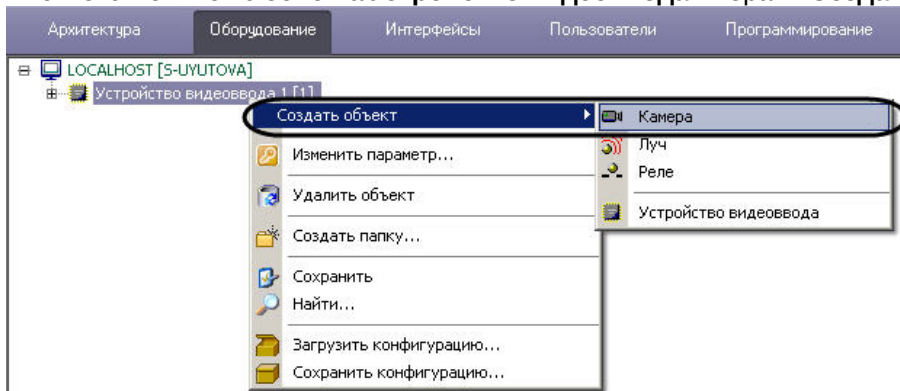 Архитектура Оборудование Интерфейсы Пользователи Программирование
LOCALHOST [S-UYUTOVA]
Устройство видеоввода 1 [1]
Создать объект
Камера
Луч
Реле
Устройство видеоввода
Изменить параметр...
Удалить объект
Создать папку...
Сохранить
Найти...
Загрузить конфигурацию...
Сохранить конфигурацию...